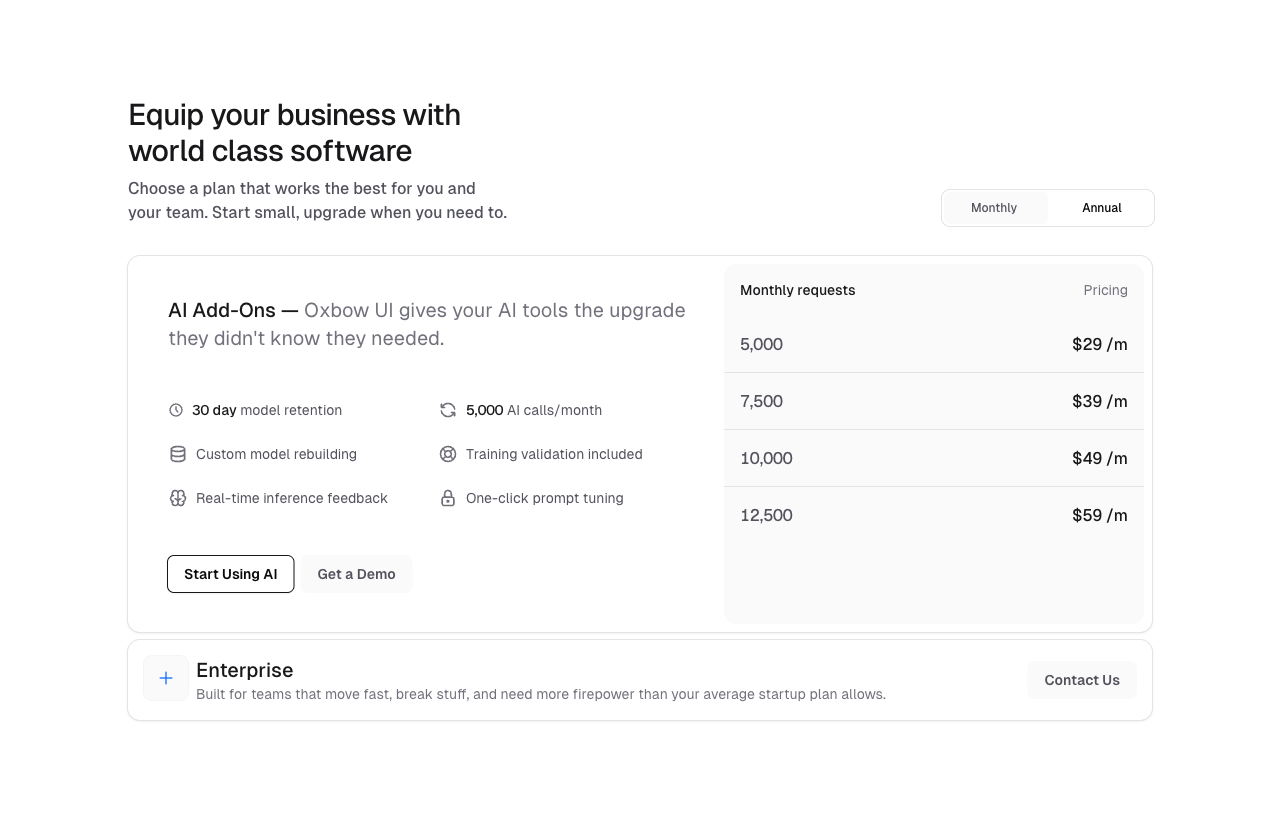 Equip your business with
world class software
Choose a plan that works the best for you and
your team. Start small, upgrade when you need to.
Monthly
Annual
AI Add-Ons — Oxbow UI gives your AI tools the upgrade
they didn't know they needed.
30 day model retention
5,000 AI calls/month
Custom model rebuilding
Training validation included
Real-time inference feedback
One-click prompt tuning
Start Using AI
Get a Demo
Monthly requests
Pricing
5,000
$29 /m
7,500
$39 /m
10,000
$49 /m
12,500
$59 /m
Enterprise
Built for teams that move fast, break stuff, and need more firepower than your average startup plan allows.
Contact Us